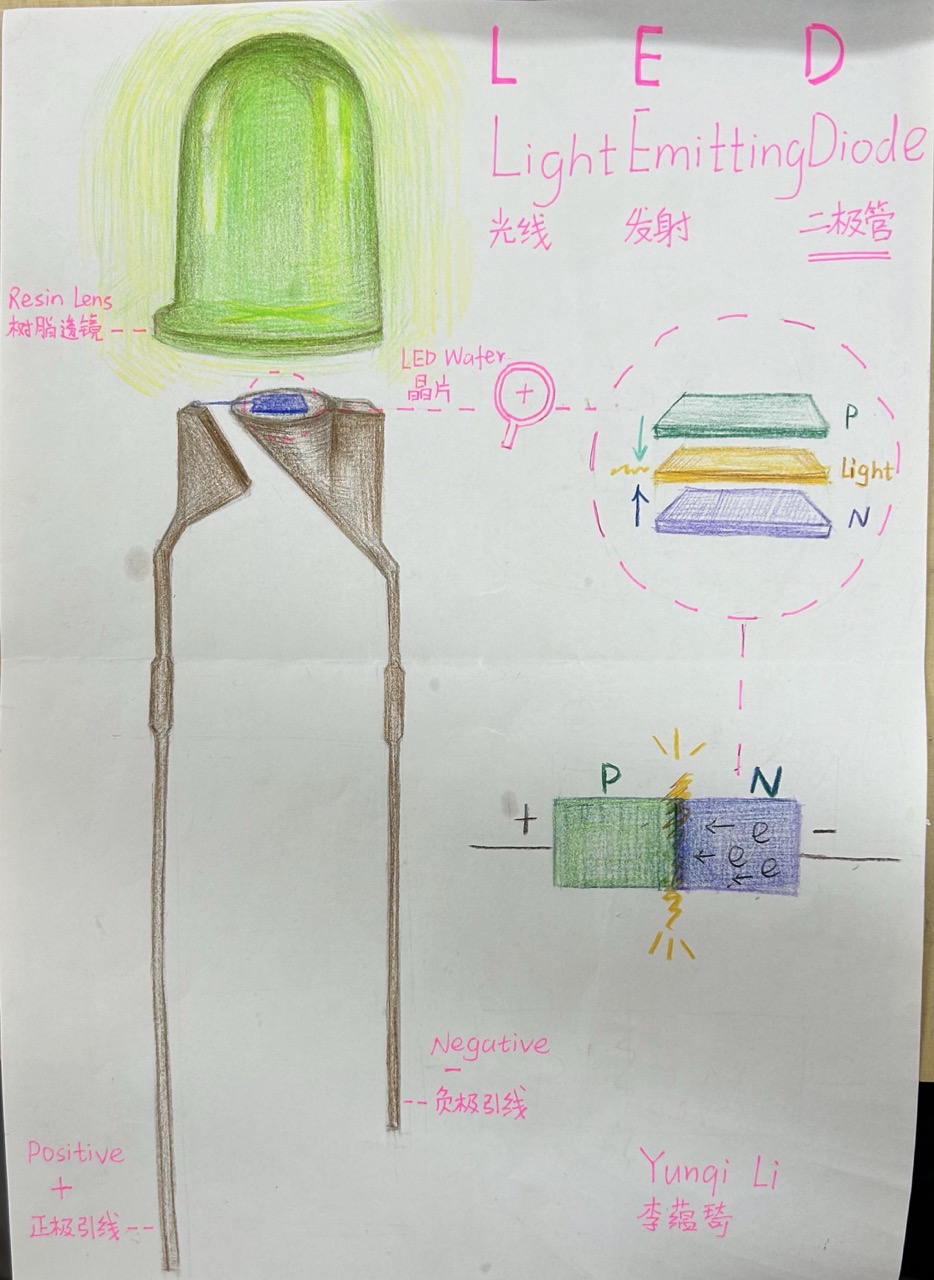 L E D
Light Emitting Diode
光线 发射 二极管
Resin Lens
树脂透镜
LED Wafer
晶片
+
P
Light
N
P N
+ -
e
e
e
Negative
-
负极引线
Positive
+
正极引线
Yunqi Li
李蕴琦